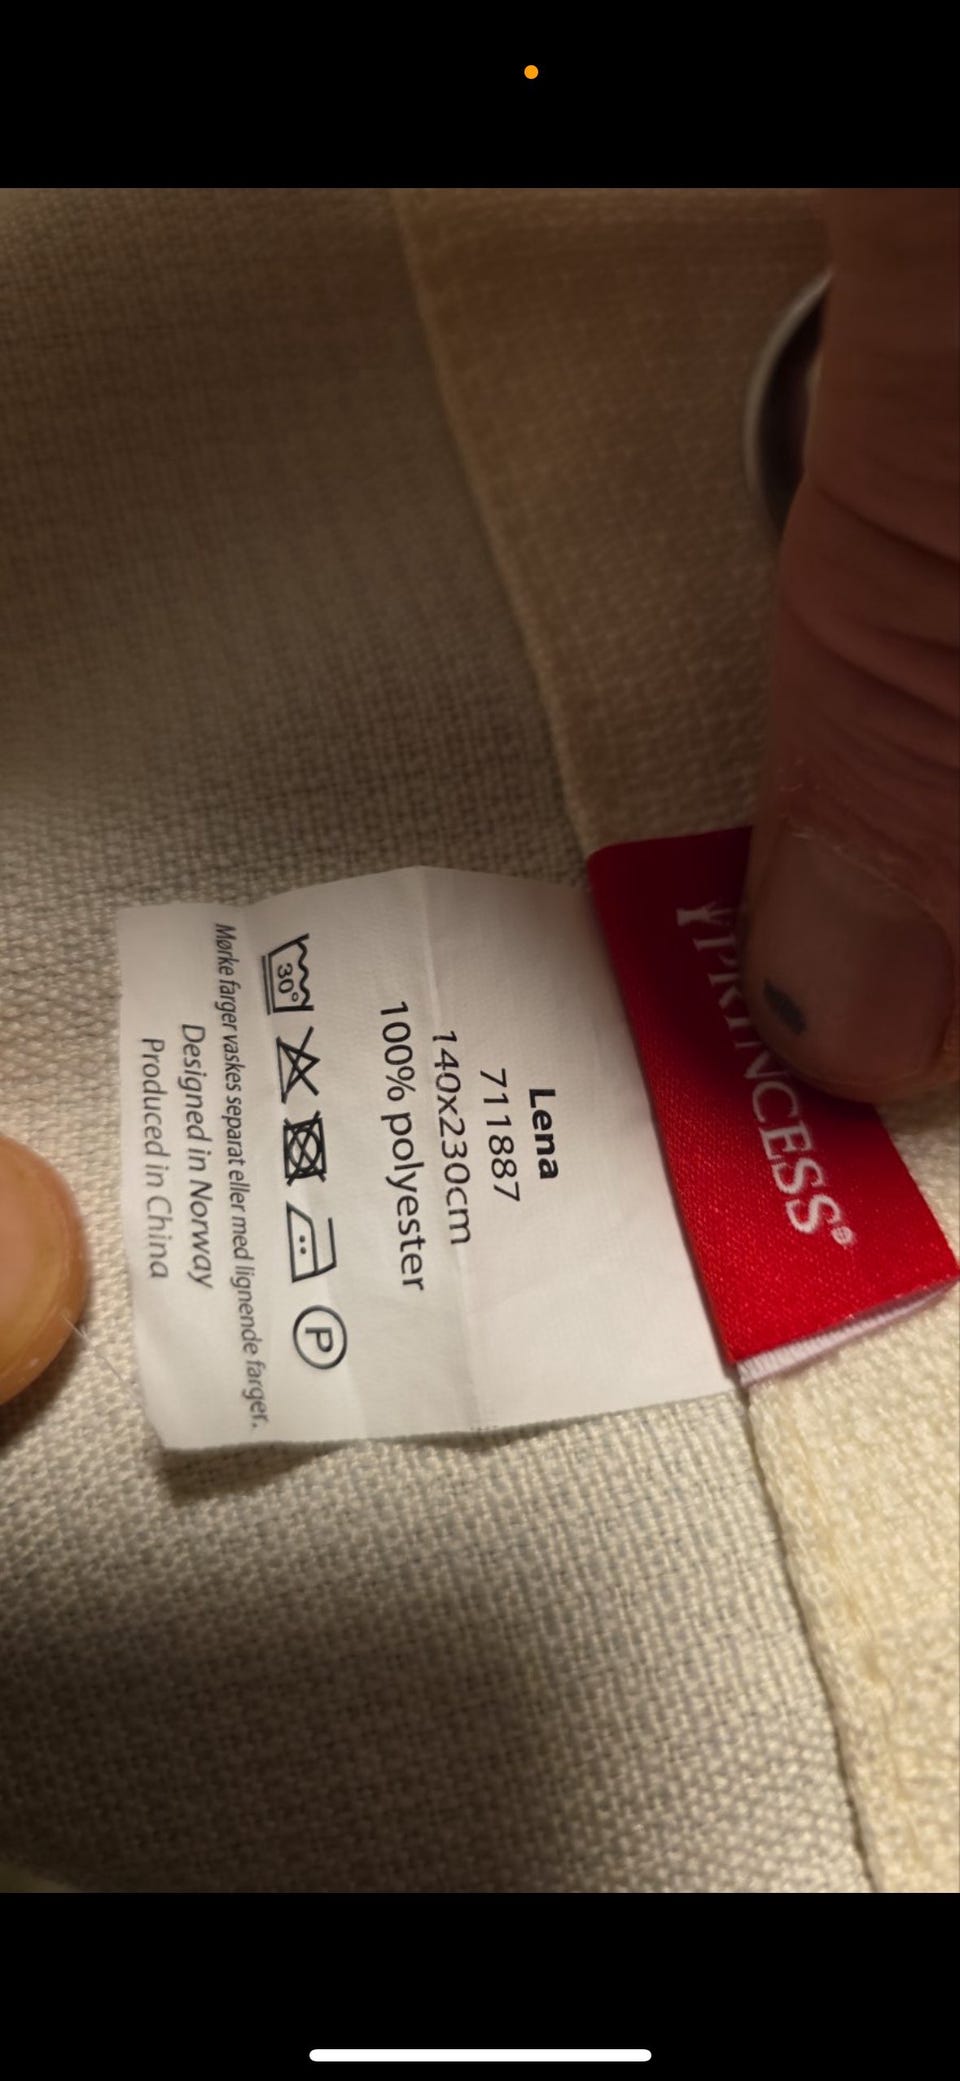 PRINCESS®
Lena
711887
140x230cm
100% polyester
30° P
Mørke farger vaskes separat eller med lignende farger.
Designed in Norway
Produced in China